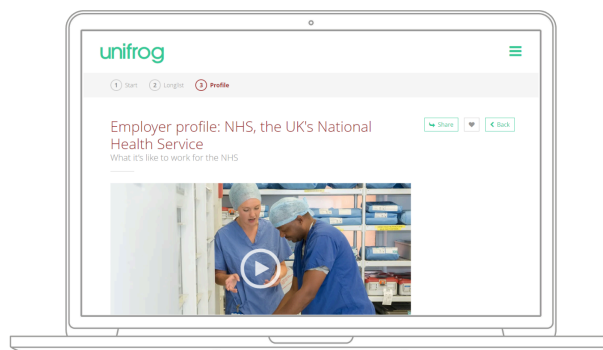 unifrog
1 Start 2 Longlist 3 Profile
Employer profile: NHS, the UK's National
Health Service
What it's like to work for the NHS
Share
Back